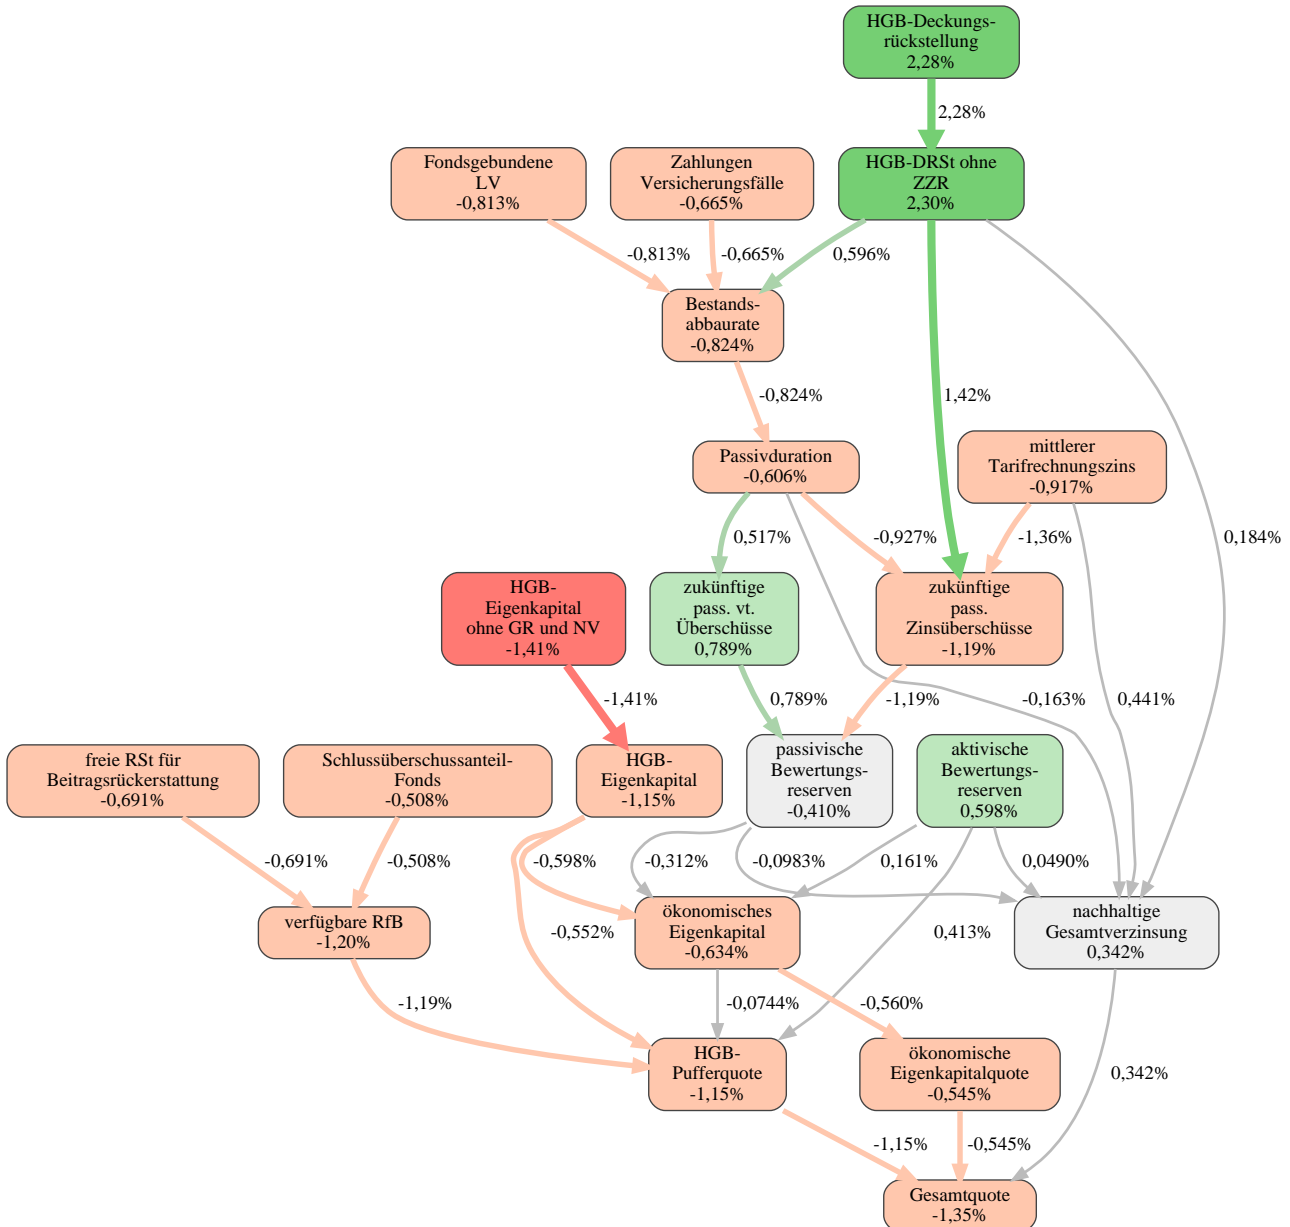 HGB-Deckungs-
rückstellung
2,28%
2,28%
Fondsgebundene
LV
-0,813%
Zahlungen
Versicherungsfälle
-0,665%
HGB-DRSt ohne
ZZR
2,30%
-0,813%
-0,665%
0,596%
Bestands-
abbaurate
-0,824%
-0,824%
1,42%
Passivduration
-0,606%
mittlerer
Tarifrechnungszins
-0,917%
0,517%
-0,927%
-1,36%
0,184%
HGB-
Eigenkapital
ohne GR und NV
-1,41%
zukünftige
pass. vt.
Überschüsse
0,789%
zukünftige
pass.
Zinsüberschüsse
-1,19%
-1,41%
0,789%
-1,19%
-0,163%
0,441%
freie RSt für
Beitragsrückerstattung
-0,691%
Schlussüberschussanteil-
Fonds
-0,508%
HGB-
Eigenkapital
-1,15%
passivische
Bewertungs-
reserven
-0,410%
aktivische
Bewertungs-
reserven
0,598%
-0,691%
-0,508%
-0,598%
-0,312%
-0,0983%
0,161%
0,0490%
verfügbare RfB
-1,20%
-0,552%
ökonomisches
Eigenkapital
-0,634%
0,413%
nachhaltige
Gesamtverzinsung
0,342%
-1,19%
-0,0744%
-0,560%
HGB-
Pufferquote
-1,15%
ökonomische
Eigenkapitalquote
-0,545%
0,342%
-1,15%
-0,545%
Gesamtquote
-1,35%